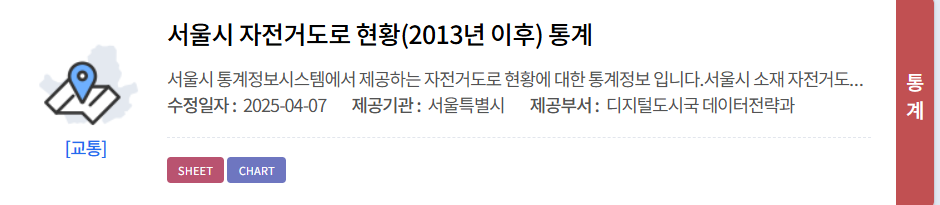 서울시 자전거도로 현황(2013년 이후) 통계
서울시 통계정보시스템에서 제공하는 자전거도로 현황에 대한 통계정보 입니다.서울시 소재 자전거도...
수정일자 : 2025-04-07 제공기관 : 서울특별시 제공부서 : 디지털도시국 데이터전략과
[교통]
SHEET CHART
통
계